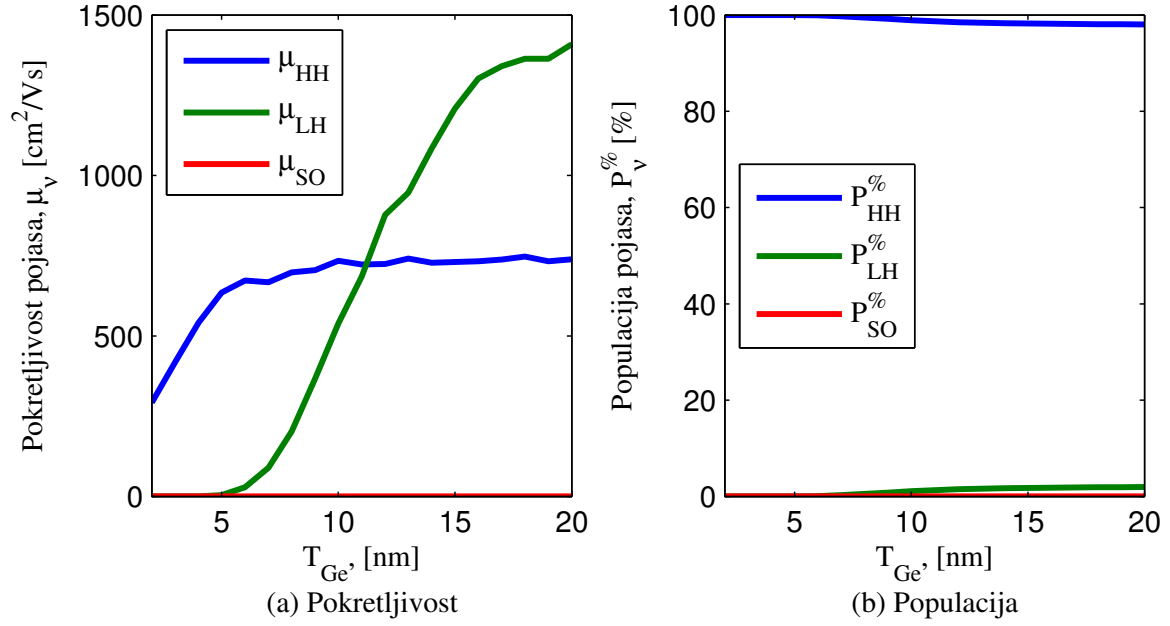 Pokretljivost pojasa, μ_ν [cm²/Vs]
1500
1000
500
0
5
10
15
20
μ_HH
μ_LH
μ_SO
T_Ge, [nm]
(a) Pokretljivost
Populacija pojasa, P_ν^% [%]
100
80
60
40
20
0
5
10
15
20
P_HH^%
P_LH^%
P_SO^%
T_Ge, [nm]
(b) Populacija